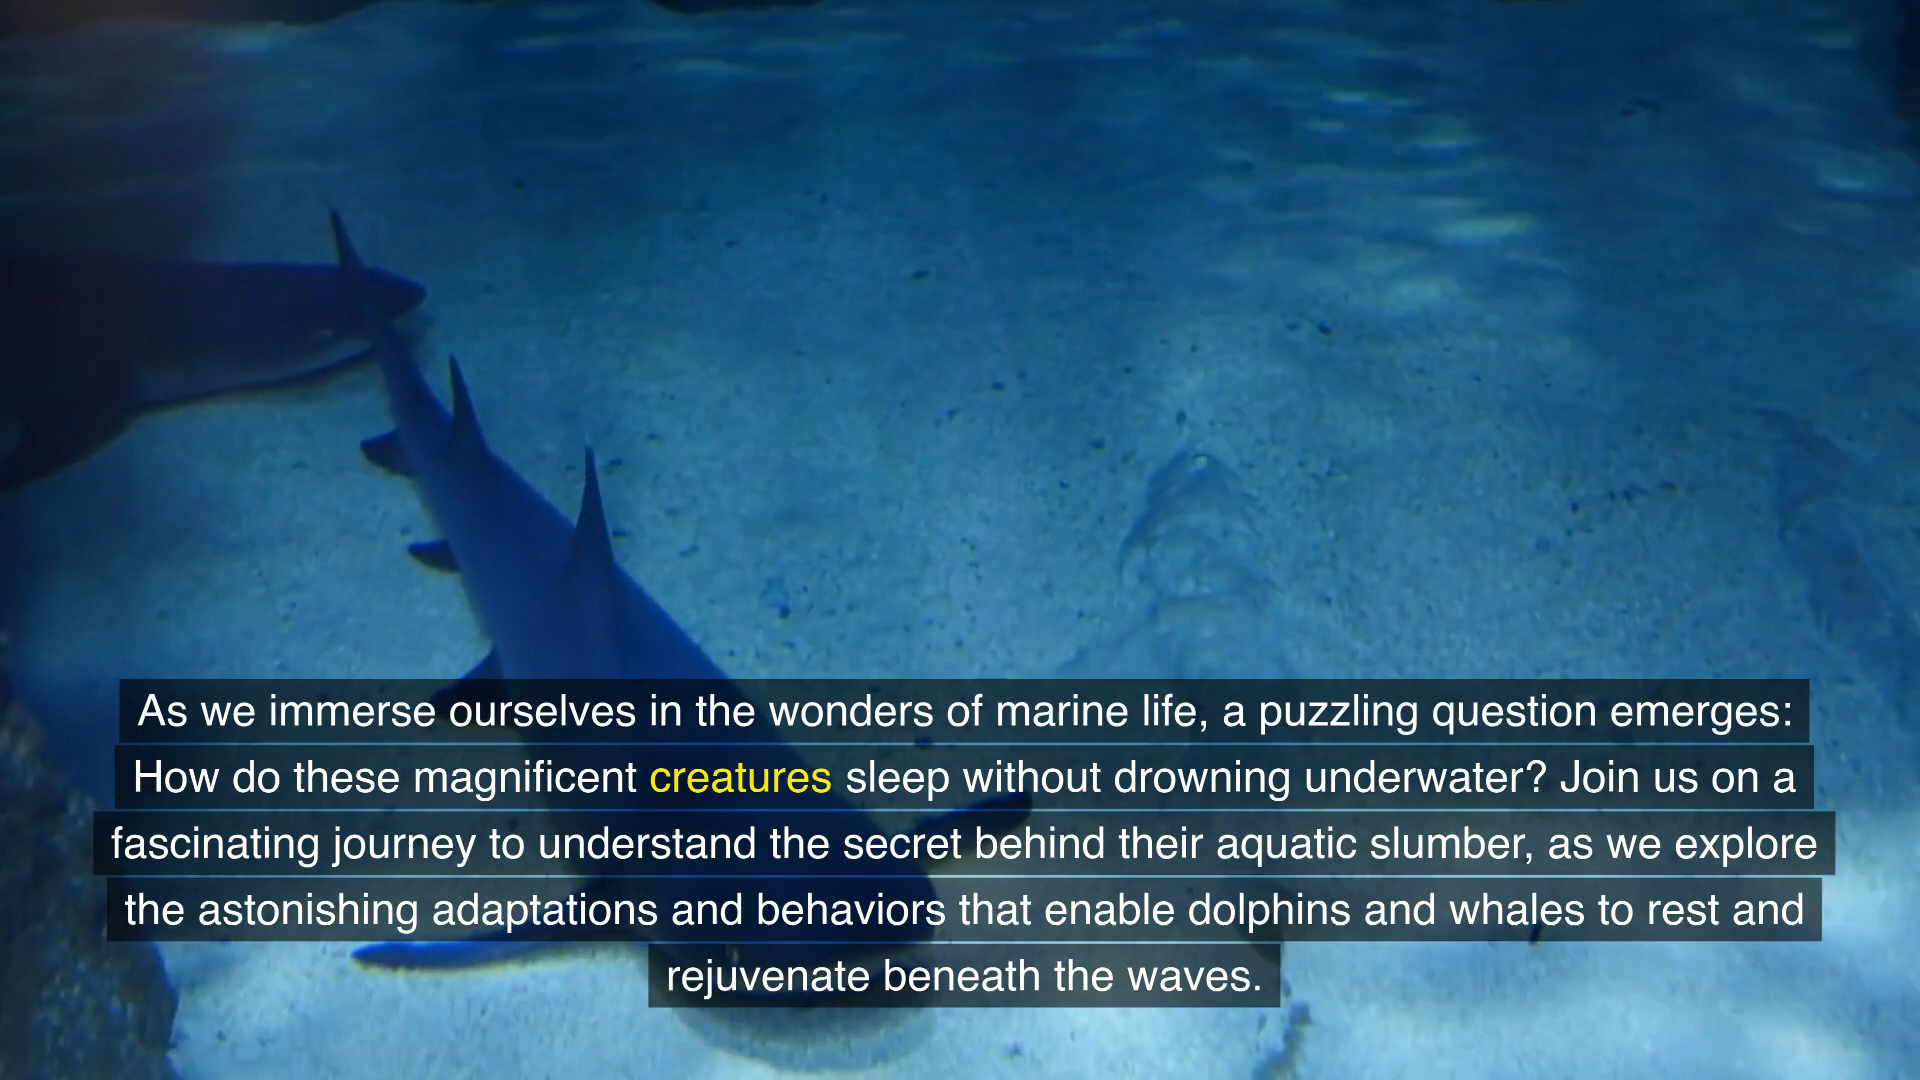 As we immerse ourselves in the wonders of marine life, a puzzling question emerges:
How do these magnificent creatures sleep without drowning underwater? Join us on a
fascinating journey to understand the secret behind their aquatic slumber, as we explore
the astonishing adaptations and behaviors that enable dolphins and whales to rest and
rejuvenate beneath the waves.